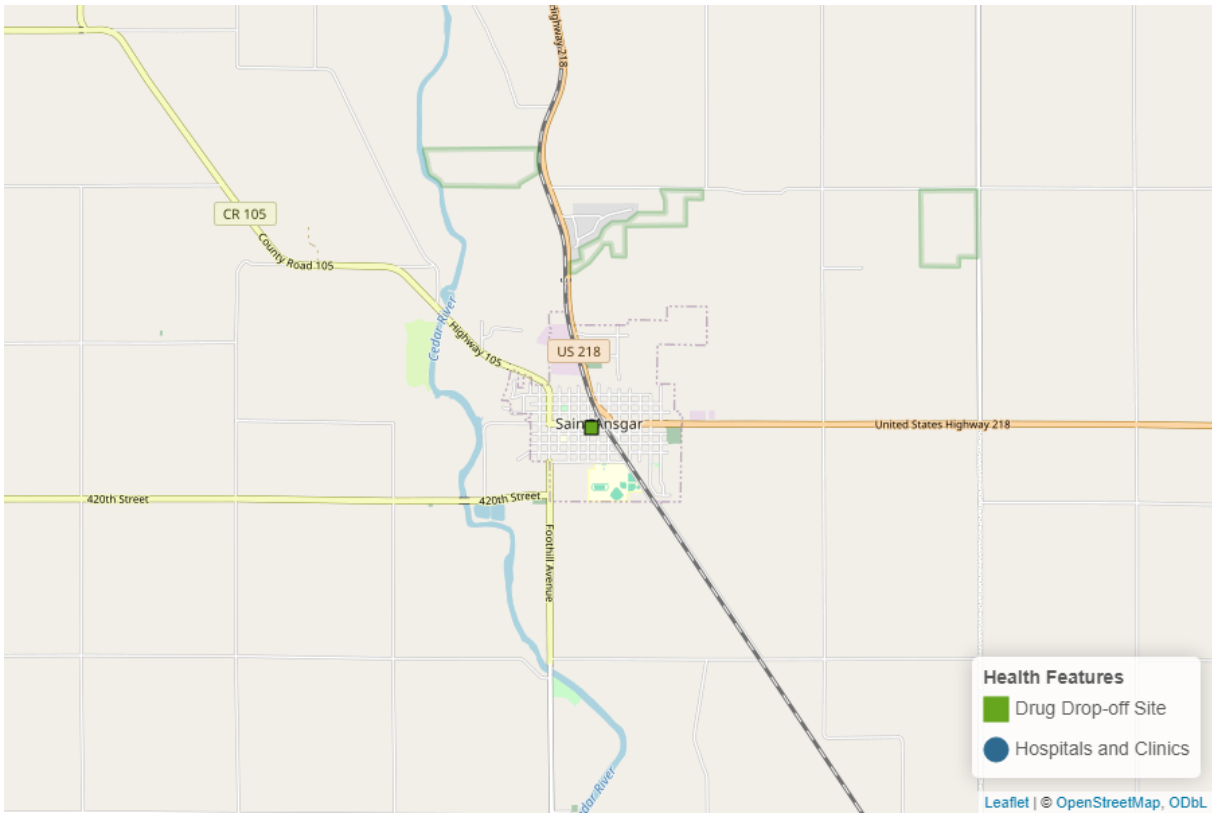 Highway 218
CR 105
County Road 105
Cedar River
Highway 105
US 218
Saint Ansgar
United States Highway 218
420th Street
420th Street
Foothill Avenue
Health Features
Drug Drop-off Site
Hospitals and Clinics
dar River
Leaflet | © OpenStreetMap, ODbL